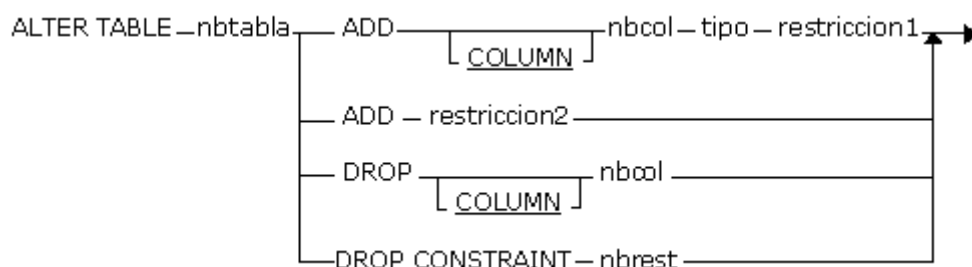 ALTER TABLE nbtabla ADD nbcol tipo restriccion1
COLUMN
ADD restriccion2
DROP nbcol
COLUMN
DROP CONSTRAINT nbrest